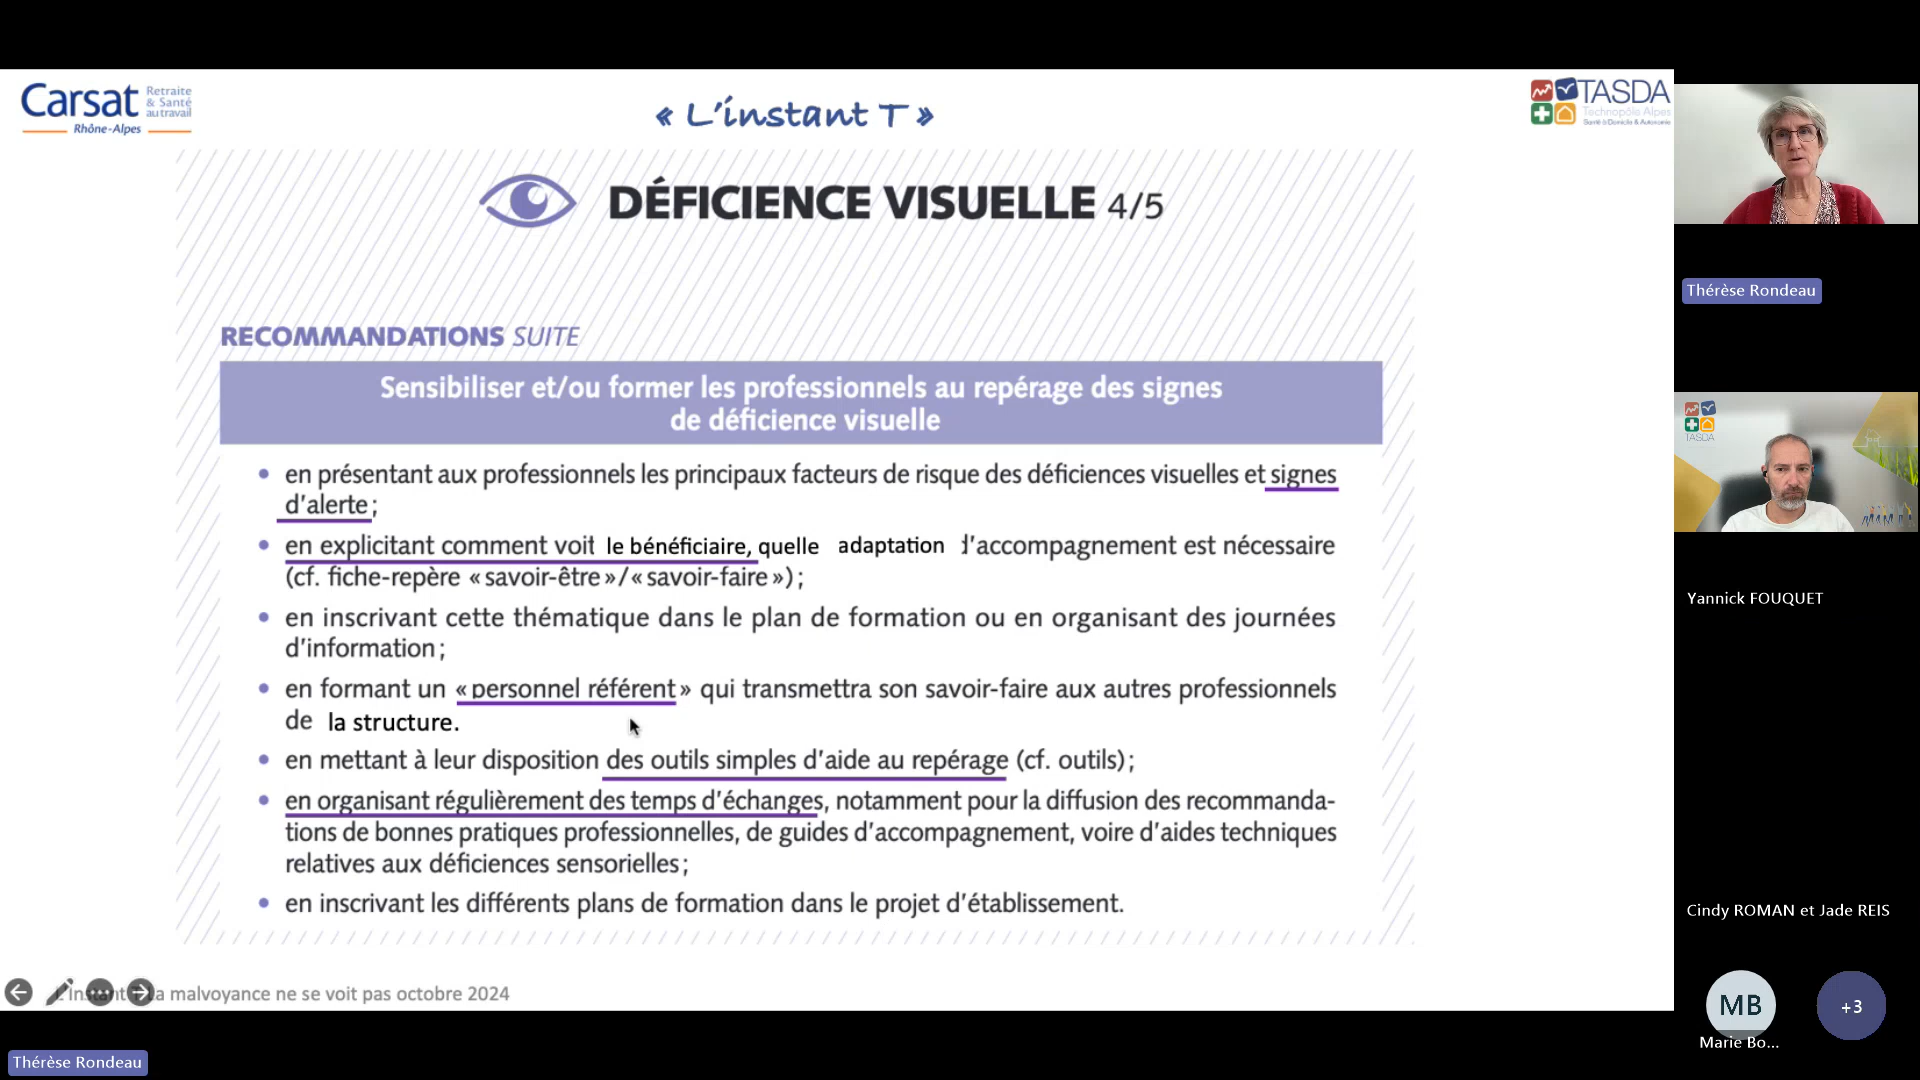 Carsat Retraite
& Santé
au travail
Rhône-Alpes
« L'instant T »
TASDA
Technopôle Alpes
Santé à Domicile & Autonomie
DÉFICIENCE VISUELLE 4/5
RECOMMANDATIONS SUITE
Sensibiliser et/ou former les professionnels au repérage des signes
de déficience visuelle
• en présentant aux professionnels les principaux facteurs de risque des déficiences visuelles et signes
d'alerte ;
• en explicitant comment voit le bénéficiaire, quelle adaptation d'accompagnement est nécessaire
(cf. fiche-repère « savoir-être »/« savoir-faire ») ;
• en inscrivant cette thématique dans le plan de formation ou en organisant des journées
d'information ;
• en formant un « personnel référent » qui transmettra son savoir-faire aux autres professionnels
de la structure.
• en mettant à leur disposition des outils simples d'aide au repérage (cf. outils) ;
• en organisant régulièrement des temps d'échanges, notamment pour la diffusion des recommanda-
tions de bonnes pratiques professionnelles, de guides d'accompagnement, voire d'aides techniques
relatives aux déficiences sensorielles ;
• en inscrivant les différents plans de formation dans le projet d'établissement.
L'Instant T la malvoyance ne se voit pas octobre 2024
Thérèse Rondeau
Thérèse Rondeau
TASDA
Yannick FOUQUET
Cindy ROMAN et Jade REIS
MB
+3
Marie Bo...